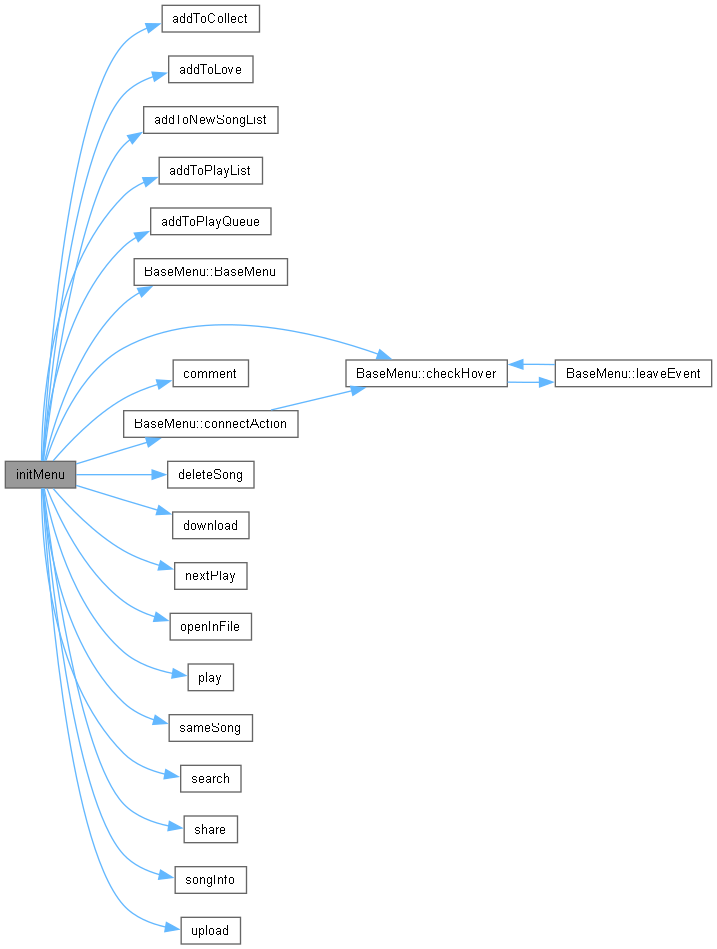 addToCollect
addToLove
addToNewSongList
addToPlayList
addToPlayQueue
BaseMenu::BaseMenu
comment
BaseMenu::checkHover
BaseMenu::leaveEvent
BaseMenu::connectAction
initMenu
deleteSong
download
nextPlay
openInFile
play
sameSong
search
share
songInfo
upload